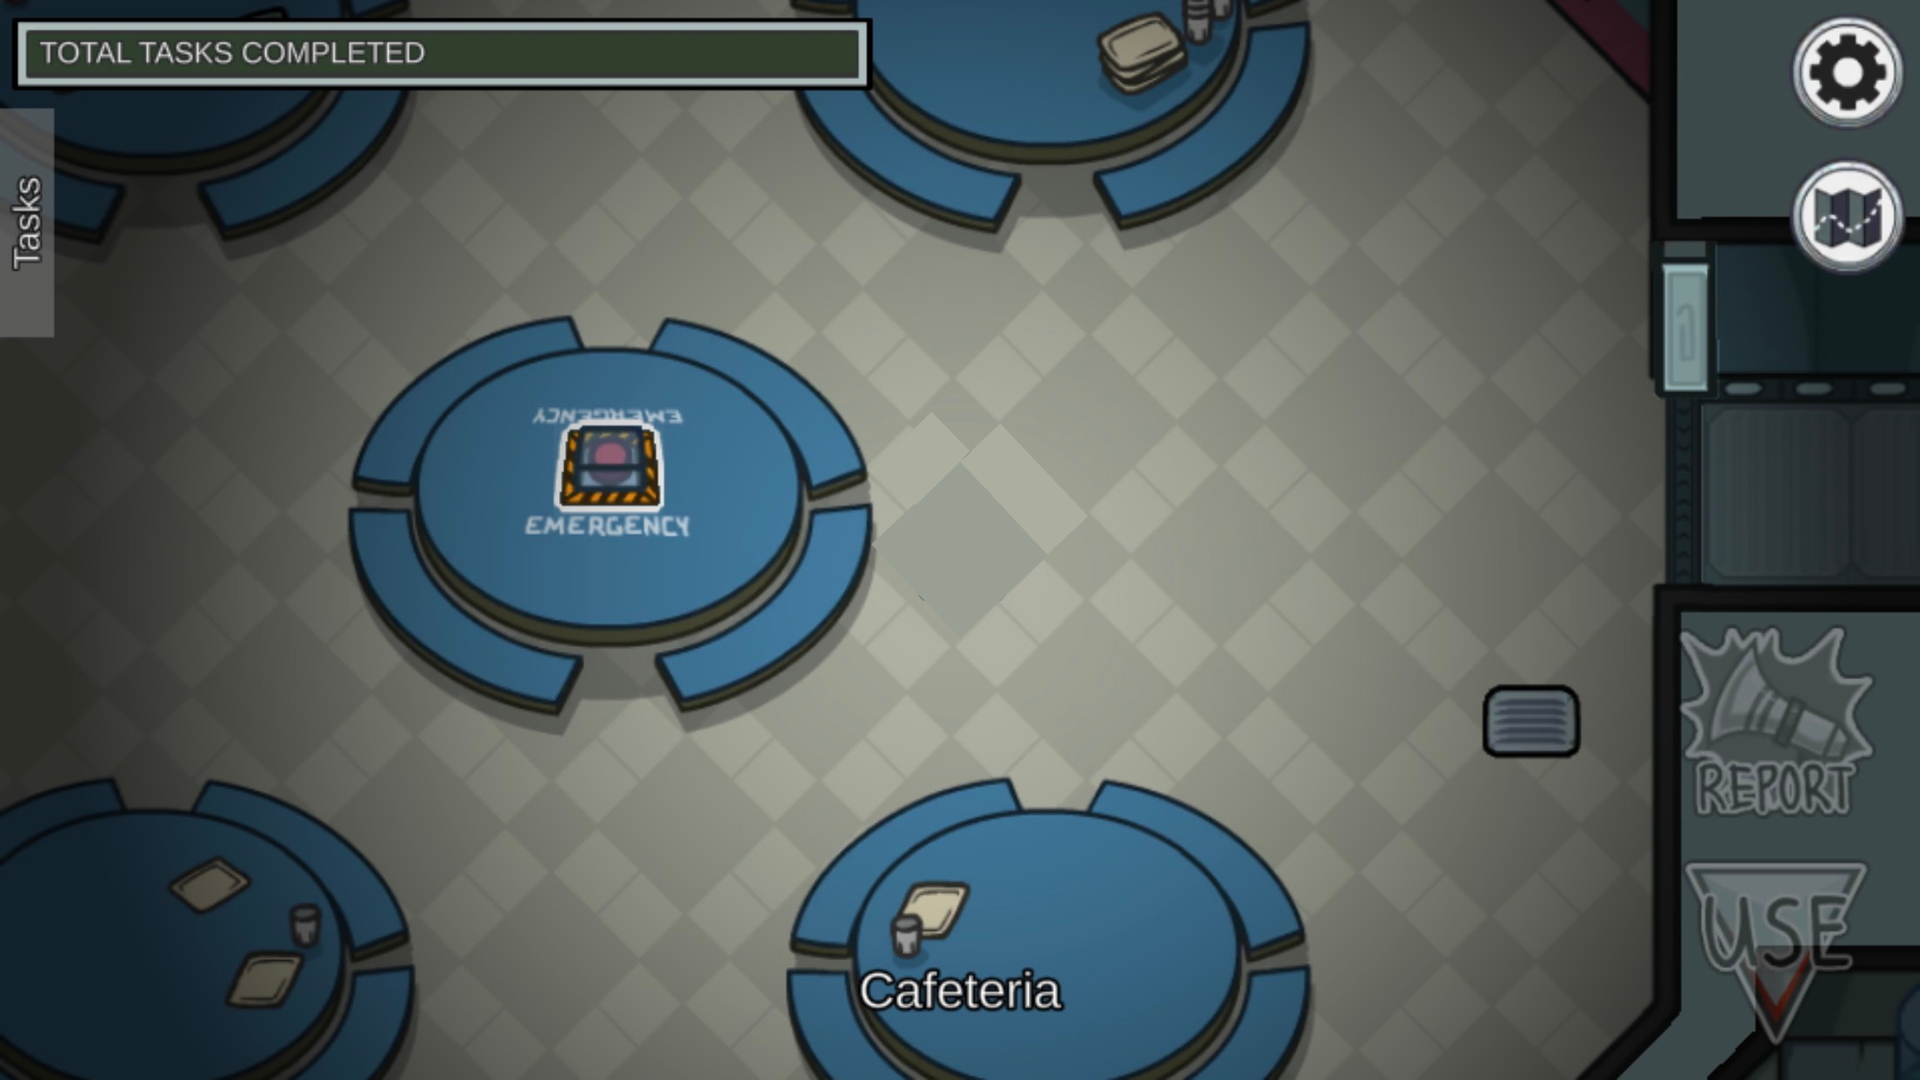 TOTAL TASKS COMPLETED
Tasks
EMERGENCY
EMERGENCY
REPORT
USE
Cafeteria